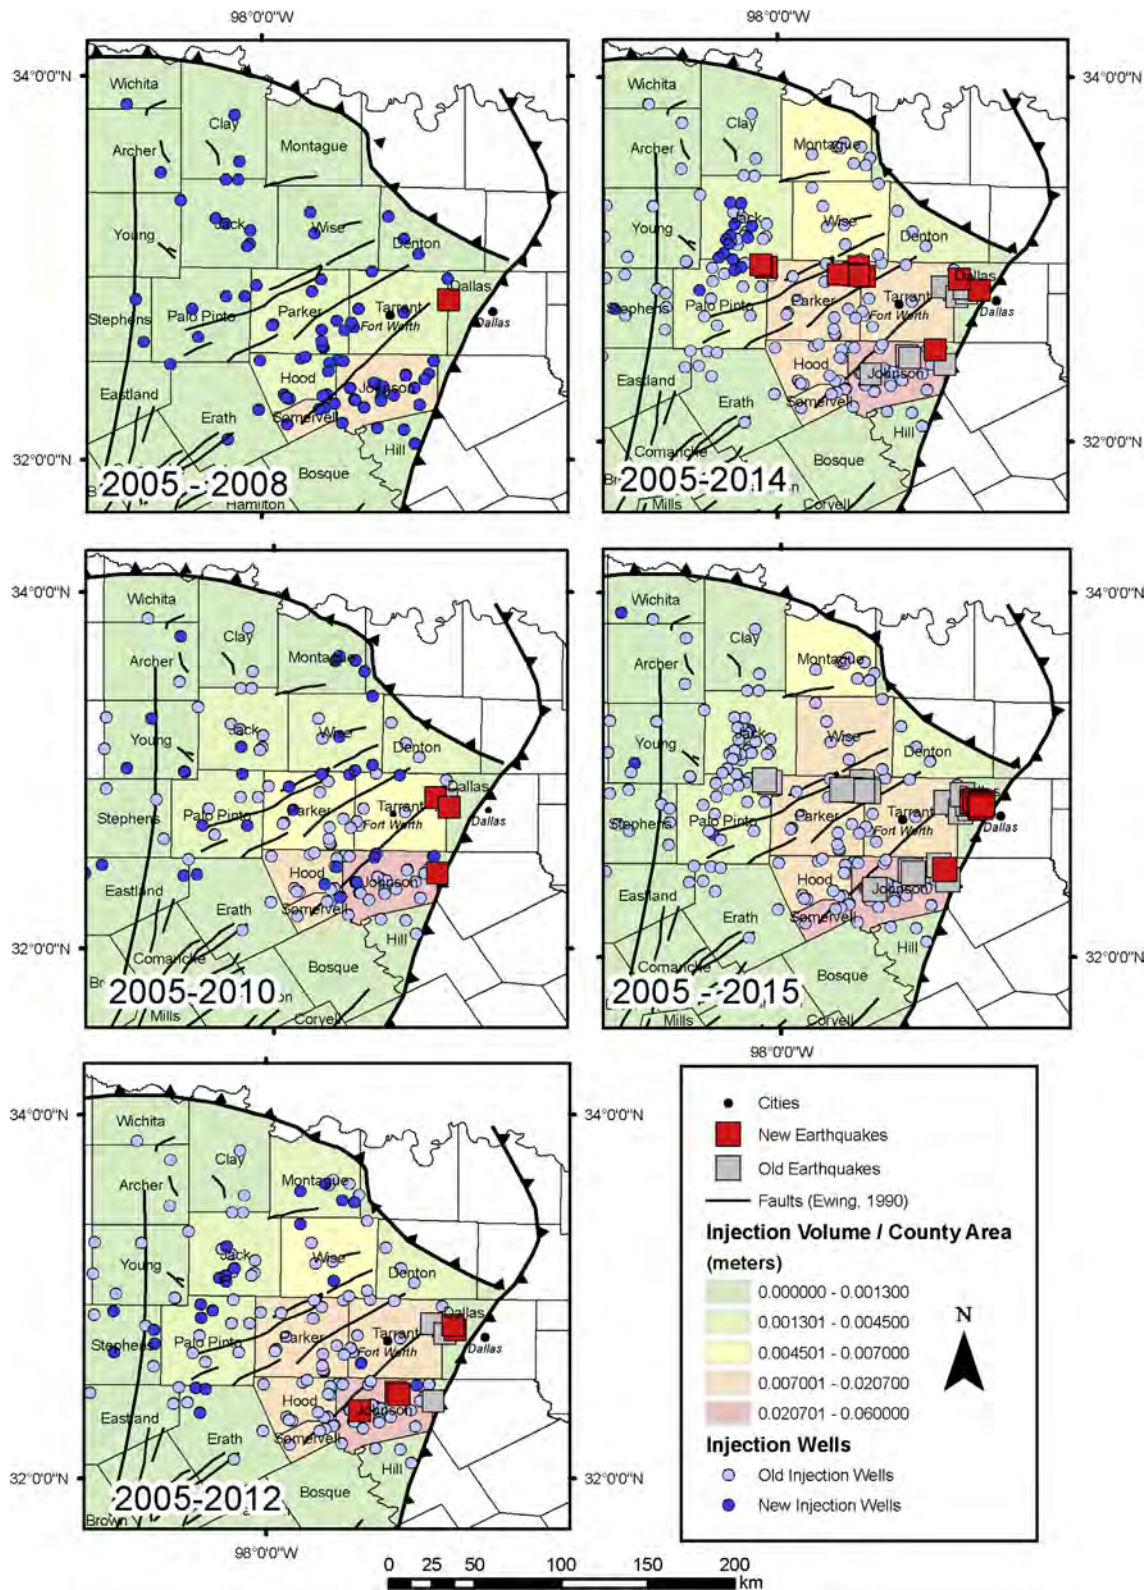 98°0'0"W
98°0'0"W
34°0'0"N
34°0'0"N
Wichita
Clay
Archer
Montague
Jack
Wise
Young
Denton
Dallas
Stephens
Palo Pinto
Parker
Tarrant
Fort Worth
Dallas
Hood
Johnson
Eastland
Somervell
Erath
Hill
Comanche
Bosque
Hamilton
32°0'0"N
2005 - 2008
Wichita
Clay
Archer
Montague
Jack
Wise
Young
Denton
Dallas
Stephens
Palo Pinto
Parker
Tarrant
Fort Worth
Dallas
Hood
Johnson
Eastland
Somervell
Erath
Hill
Comanche
Bosque
Mills
Coryell
32°0'0"N
2005-2014
34°0'0"N
34°0'0"N
Wichita
Clay
Archer
Montague
Jack
Wise
Young
Denton
Dallas
Stephens
Palo Pinto
Parker
Tarrant
Fort Worth
Dallas
Hood
Johnson
Eastland
Somervell
Erath
Hill
Comanche
Bosque
Mills
Coryell
32°0'0"N
2005-2010
Wichita
Clay
Archer
Montague
Jack
Wise
Young
Denton
Stephens
Palo Pinto
Parker
Tarrant
Fort Worth
Dallas
Hood
Johnson
Eastland
Somervell
Erath
Hill
Comanche
Bosque
Mills
Coryell
32°0'0"N
2005 - 2015
98°0'0"W
34°0'0"N
Wichita
Clay
Archer
Montague
Jack
Wise
Young
Denton
Dallas
Stephens
Palo Pinto
Parker
Tarrant
Fort Worth
Dallas
Hood
Johnson
Eastland
Somervell
Erath
Hill
Bosque
Brown
32°0'0"N
2005-2012
98°0'0"W
Cities
New Earthquakes
Old Earthquakes
Faults (Ewing, 1990)
Injection Volume / County Area
(meters)
0.000000 - 0.001300
0.001301 - 0.004500
0.004501 - 0.007000
0.007001 - 0.020700
0.020701 - 0.060000
N
Injection Wells
Old Injection Wells
New Injection Wells
0 25 50 100 150 200
km